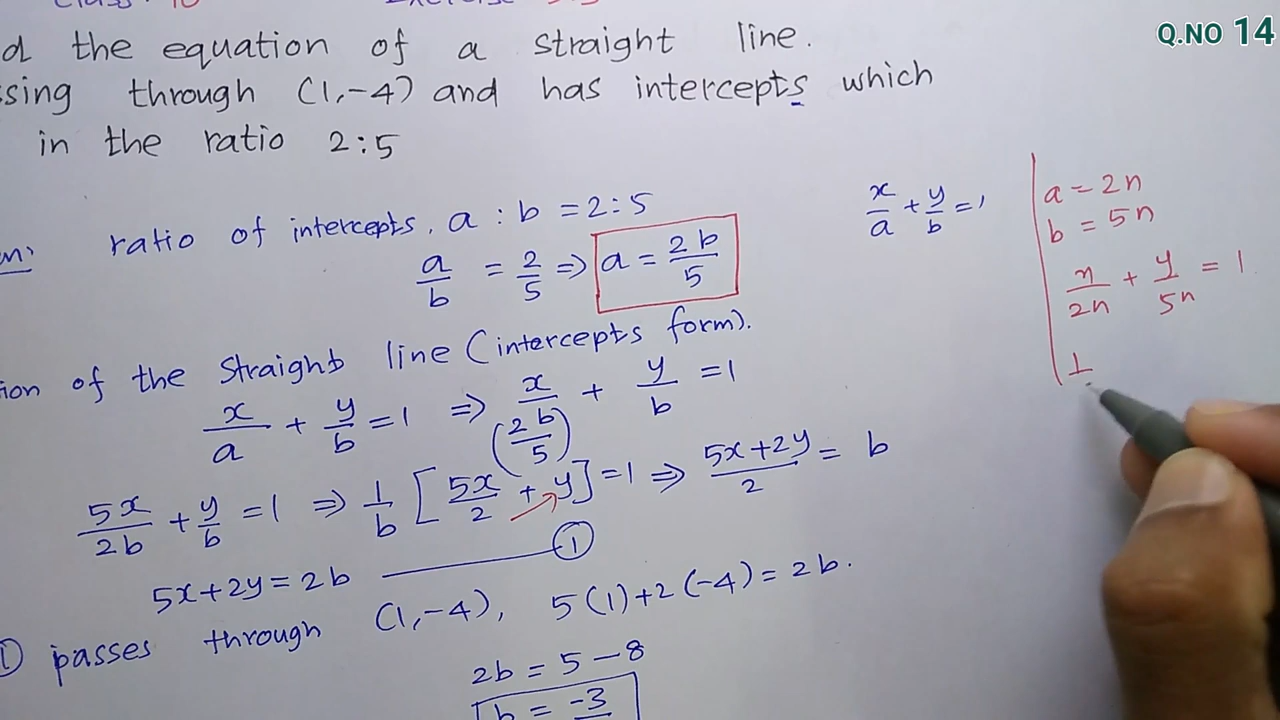 Q.NO 14
d the equation of a straight line.
sing through (1,-4) and has intercepts which
in the ratio 2:5
ratio of intercepts, a : b = 2:5
a/b = 2/5 ⇒ a = 2b/5
ion of the Straight line (intercepts form).
x/a + y/b = 1 ⇒ x/(2b/5) + y/b = 1
5x/2b + y/b = 1 ⇒ 1/b [5x/2 + y] = 1 ⇒ 5x+2y/2 = b
5x+2y = 2b ——— ①
① passes through (1,-4), 5(1)+2(-4) = 2b.
2b = 5-8
b = -3
x/a + y/b = 1
a = 2n
b = 5n
n/2n + y/5n = 1
1